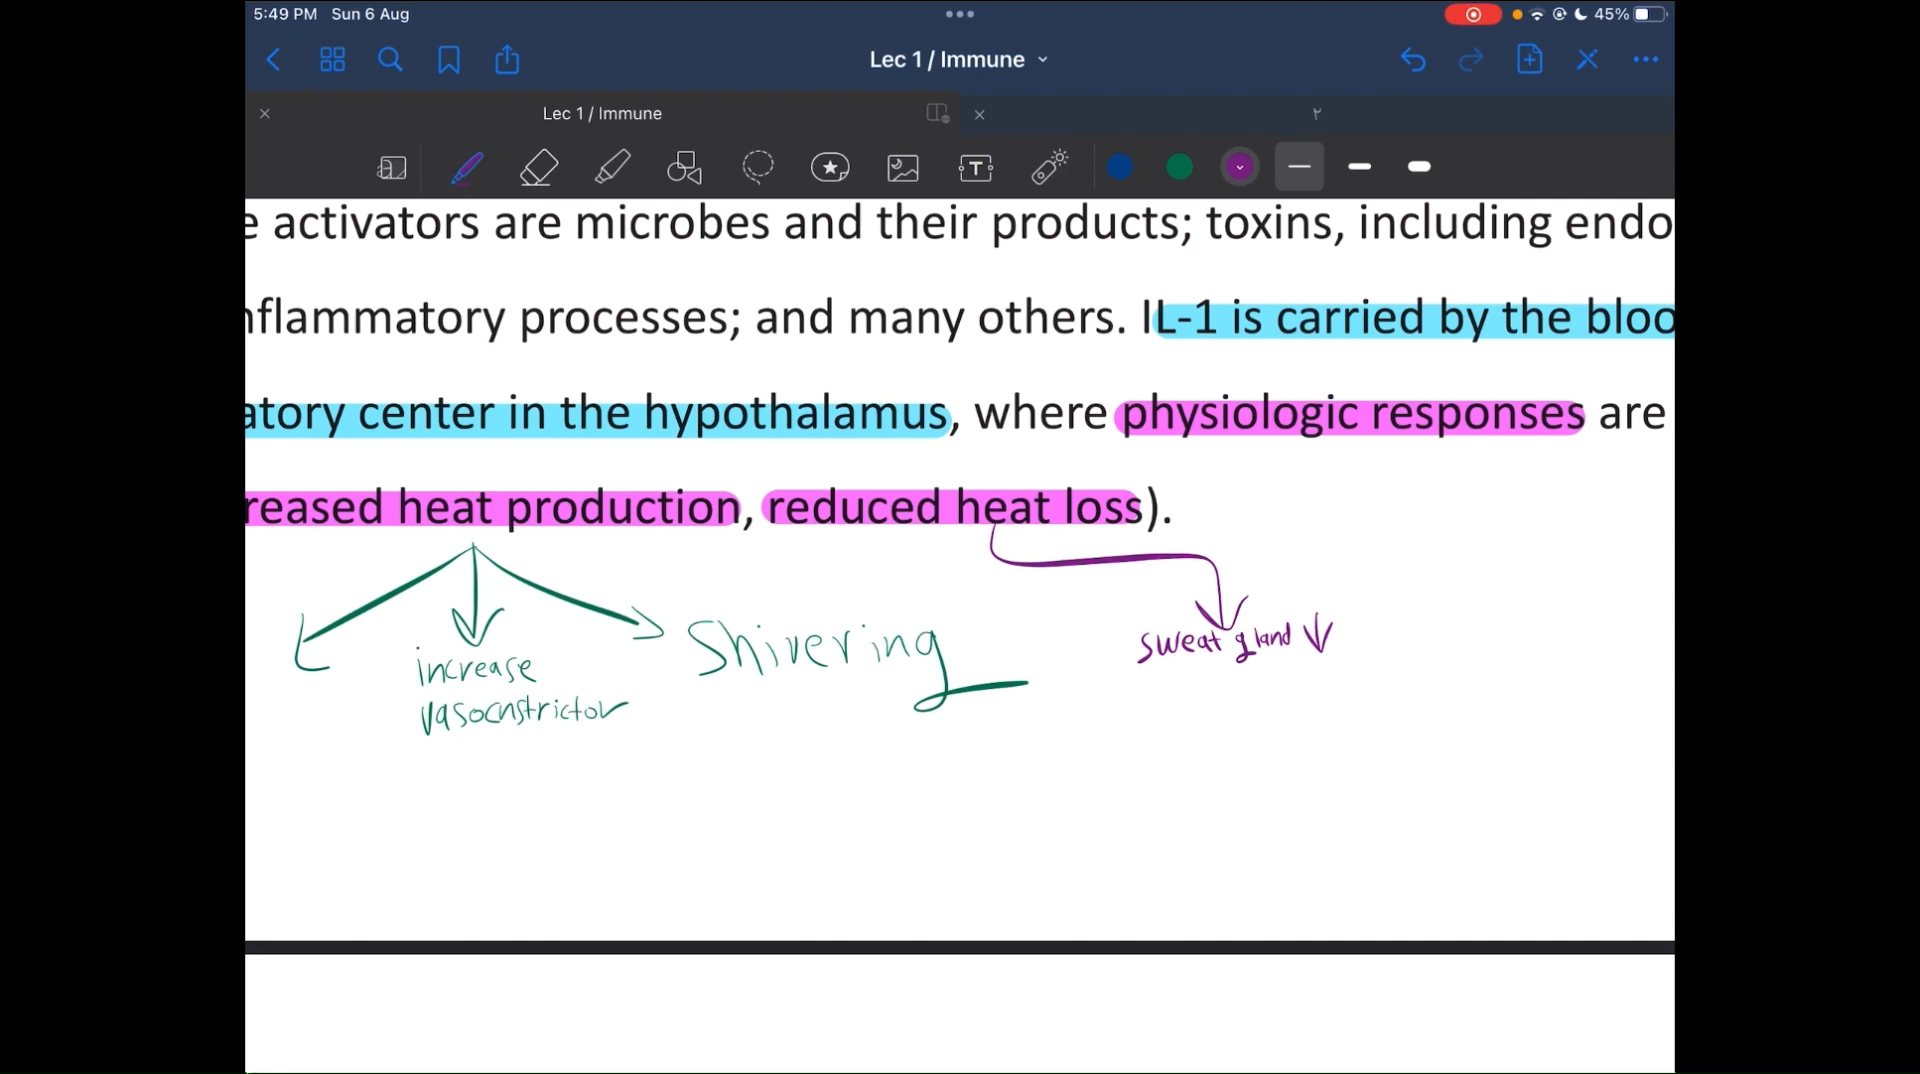 5:49 PM Sun 6 Aug
45%
Lec 1 / Immune
Lec 1 / Immune
٢
e activators are microbes and their products; toxins, including endo
nflammatory processes; and many others. IL-1 is carried by the bloo
atory center in the hypothalamus, where physiologic responses are
reased heat production, reduced heat loss).
increase
vasocnstrictor
Shivering
sweat gland ↓